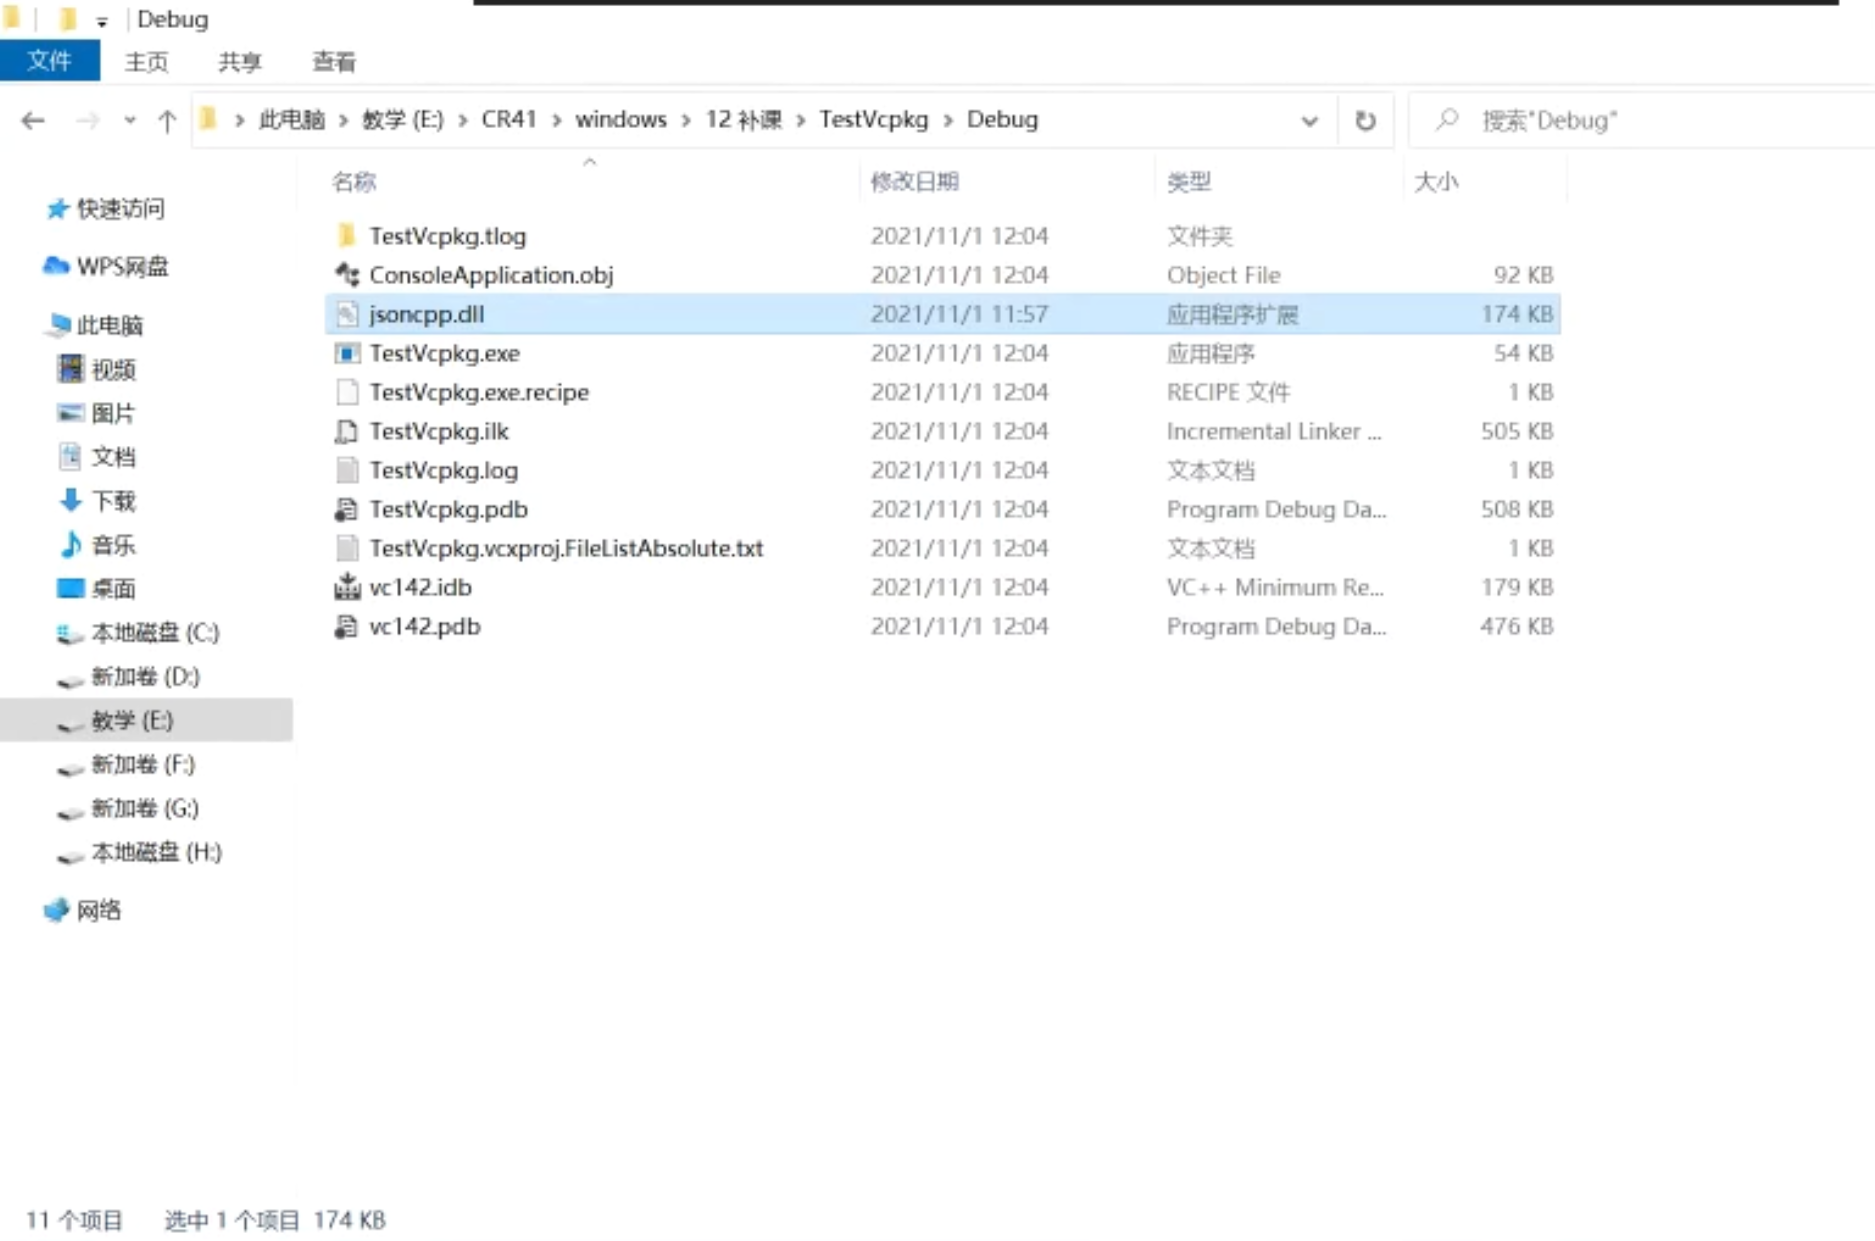 Debug
文件 主页 共享 查看
此电脑 > 教学 (E:) > CR41 > windows > 12 补课 > TestVcpkg > Debug 搜索"Debug"
名称 修改日期 类型 大小
快速访问
WPS网盘
此电脑
视频
图片
文档
下载
音乐
桌面
本地磁盘 (C:)
新加卷 (D:)
教学 (E:)
新加卷 (F:)
新加卷 (G:)
本地磁盘 (H:)
网络
TestVcpkg.tlog 2021/11/1 12:04 文件夹
ConsoleApplication.obj 2021/11/1 12:04 Object File 92 KB
jsoncpp.dll 2021/11/1 11:57 应用程序扩展 174 KB
TestVcpkg.exe 2021/11/1 12:04 应用程序 54 KB
TestVcpkg.exe.recipe 2021/11/1 12:04 RECIPE 文件 1 KB
TestVcpkg.ilk 2021/11/1 12:04 Incremental Linker ... 505 KB
TestVcpkg.log 2021/11/1 12:04 文本文档 1 KB
TestVcpkg.pdb 2021/11/1 12:04 Program Debug Da... 508 KB
TestVcpkg.vcxproj.FileListAbsolute.txt 2021/11/1 12:04 文本文档 1 KB
vc142.idb 2021/11/1 12:04 VC++ Minimum Re... 179 KB
vc142.pdb 2021/11/1 12:04 Program Debug Da... 476 KB
11 个项目 选中 1 个项目 174 KB